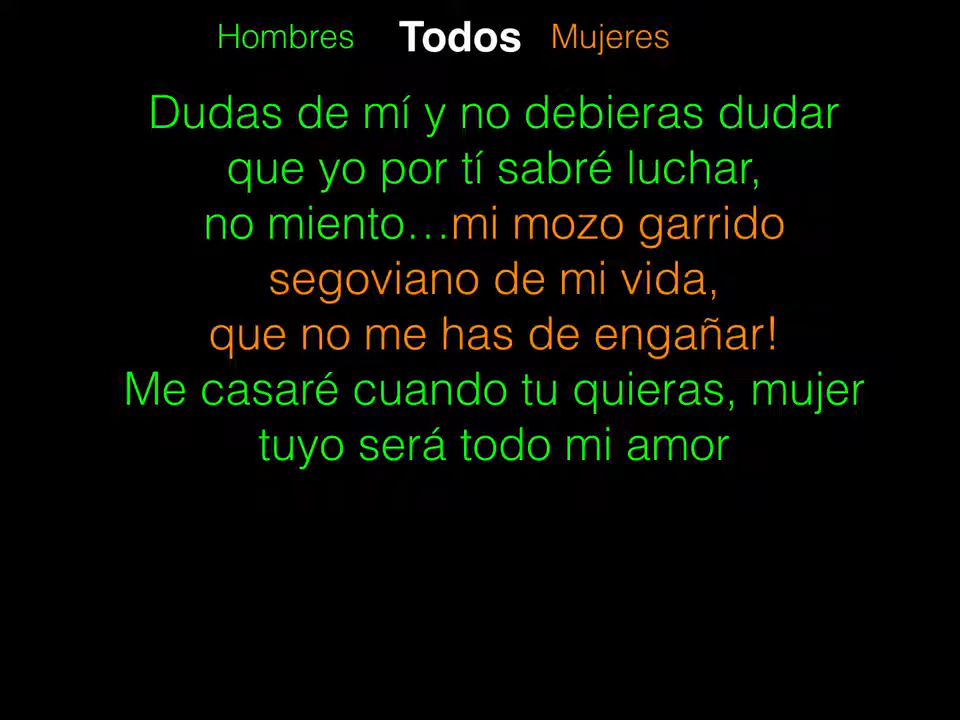 Hombres Todos Mujeres
Dudas de mí y no debieras dudar
que yo por tí sabré luchar,
no miento...mi mozo garrido
segoviano de mi vida,
que no me has de engañar!
Me casaré cuando tu quieras, mujer
tuyo será todo mi amor